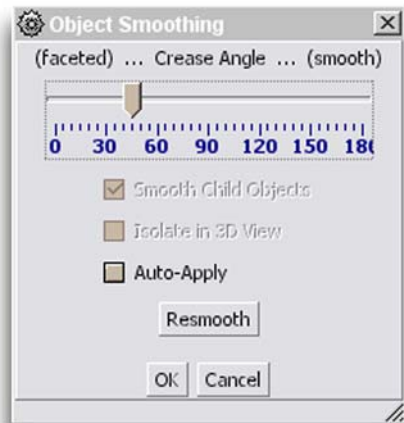 Object Smoothing
(faceted) ... Crease Angle ... (smooth)
0 30 60 90 120 150 180
Smooth Child Objects
Isolate in 3D View
Auto-Apply
Resmooth
OK Cancel